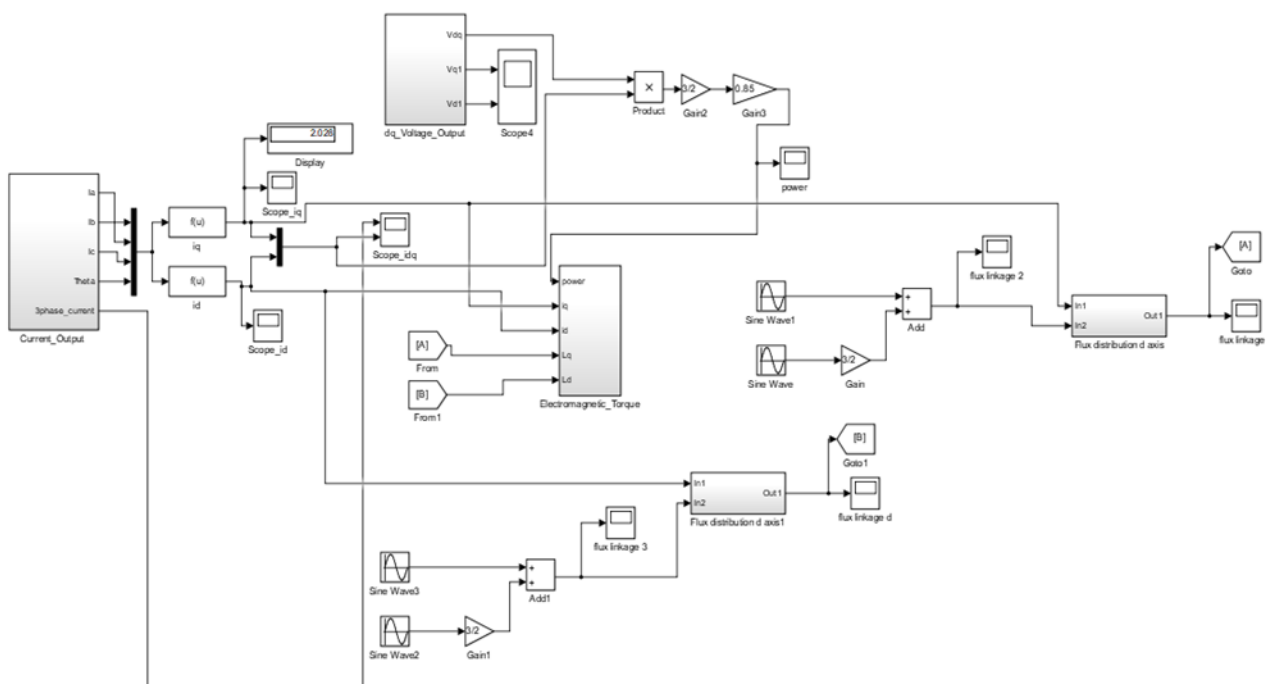 Vdq
Vq1
Vd1
dq_Voltage_Output
Scope4
×
Product
3/2
Gain2
0.85
Gain3
power
2.026
Display
Scope_iq
Ia
Ib
Ic
Theta
3phase_current
Current_Output
f(u)
iq
f(u)
id
Scope_id
Scope_idq
power
iq
id
Lq
Ld
Electromagnetic_Torque
[A]
From
[B]
From1
Sine Wave1
Sine Wave
3/2
Gain
+
+
Add
flux linkage 2
In1
In2
Out1
Flux distribution d axis
[A]
Goto
flux linkage
[B]
Goto1
In1
In2
Out1
Flux distribution d axis1
flux linkage d
flux linkage 3
Sine Wave3
+
+
Add1
Sine Wave2
3/2
Gain1